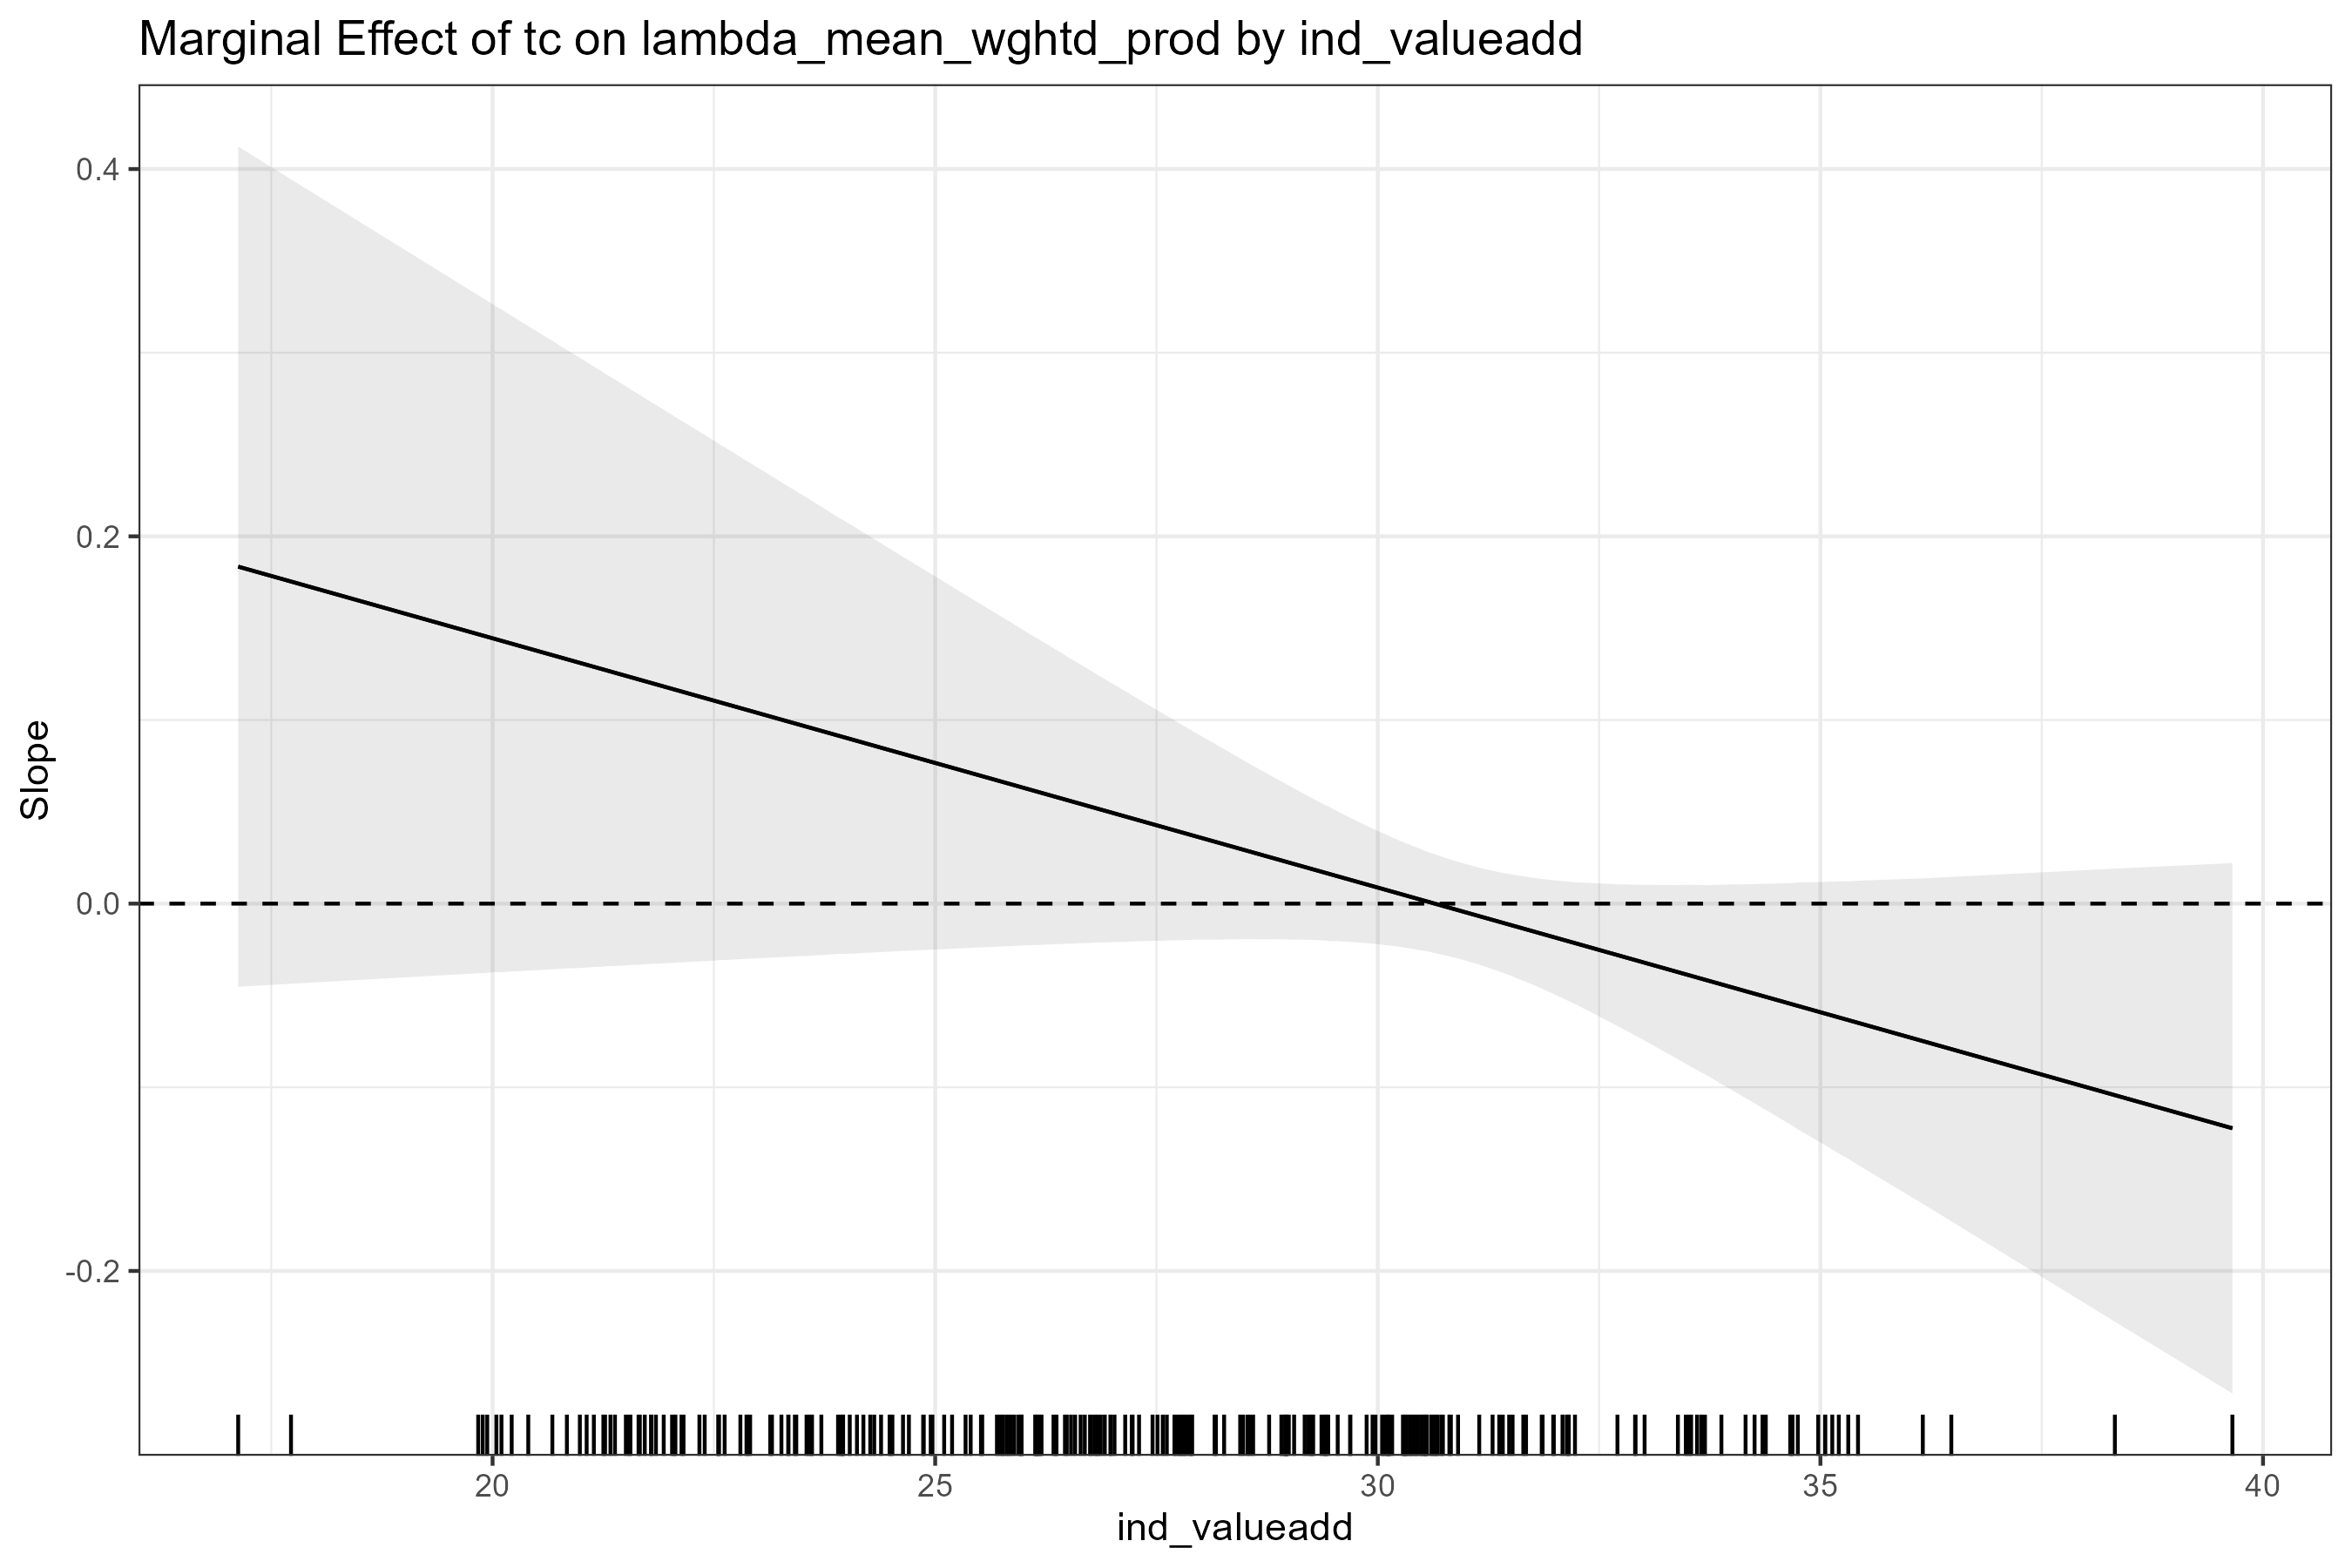 Marginal Effect of tc on lambda_mean_wghtd_prod by ind_valueadd
0.4
0.2
0.0
-0.2
Slope
20 25 30 35 40
ind_valueadd